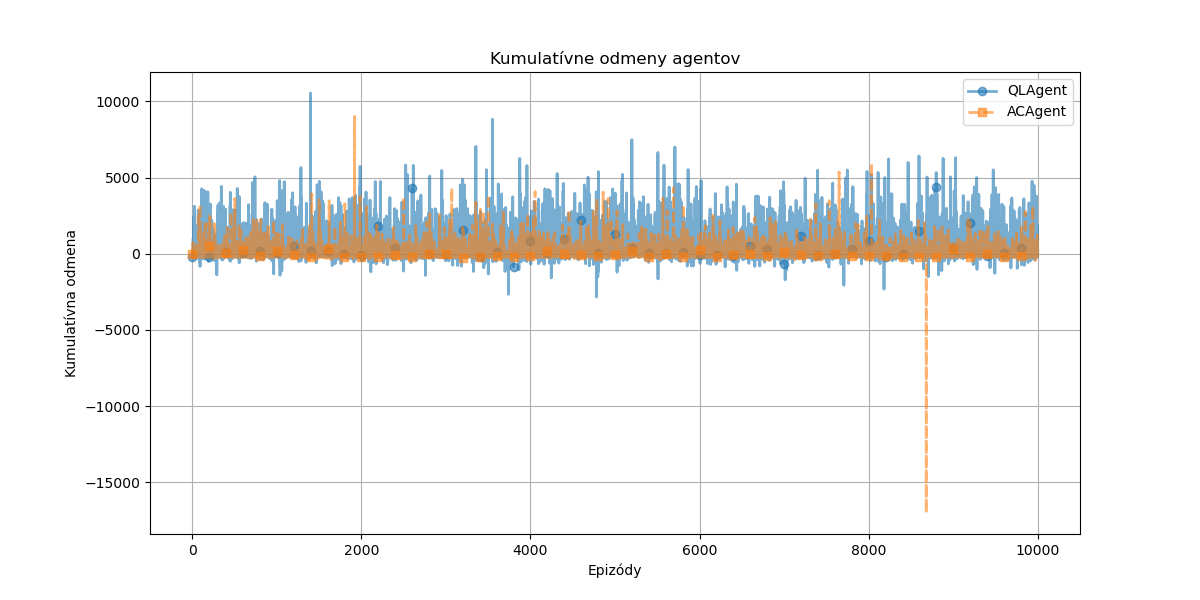 Kumulatívne odmeny agentov
QLAgent
ACAgent
10000
5000
0
−5000
−10000
−15000
Kumulatívna odmena
0 2000 4000 6000 8000 10000
Epizódy